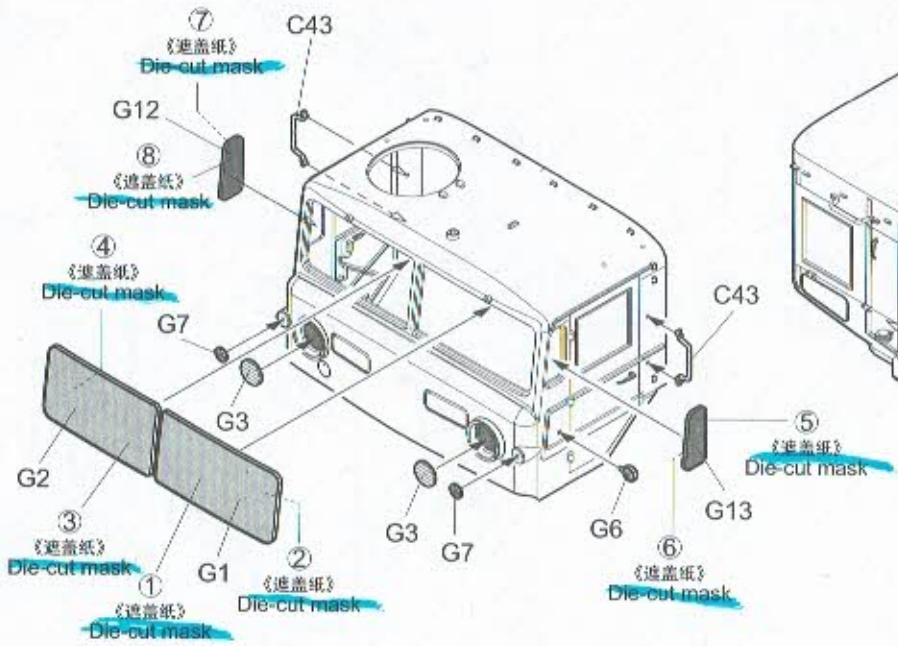 ⑦
《遮盖纸》
Die-cut mask
C43
G12
⑧
《遮盖纸》
Die-cut mask
④
《遮盖纸》
Die-cut mask
G7
G3
C43
G2
③
《遮盖纸》
Die-cut mask
①
《遮盖纸》
Die-cut mask
G1
②
《遮盖纸》
Die-cut mask
G3
G7
G6
G13
⑤
《遮盖纸》
Die-cut mask
⑥
《遮盖纸》
Die-cut mask